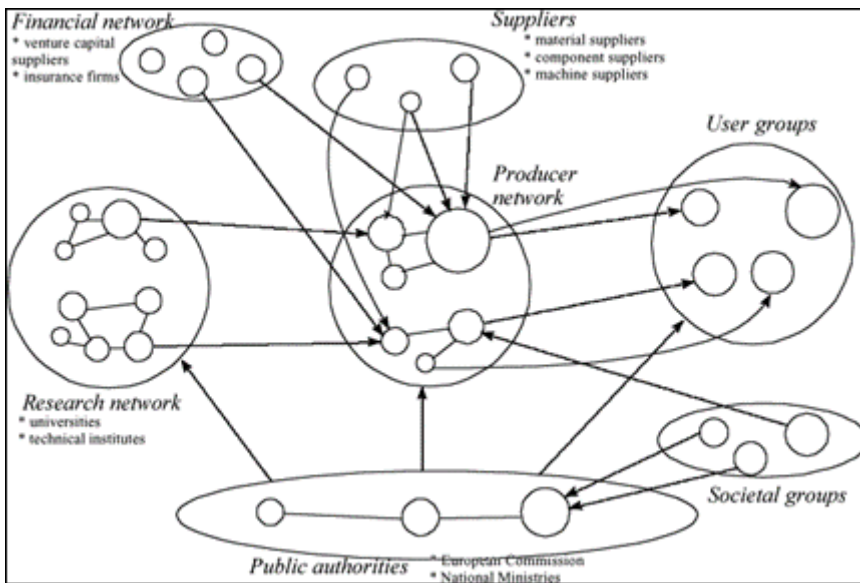 Financial network
* venture capital
suppliers
* insurance firms
Suppliers
* material suppliers
* component suppliers
* machine suppliers
User groups
Producer
network
Research network
* universities
* technical institutes
Societal groups
Public authorities
* European Commission
* National Ministries